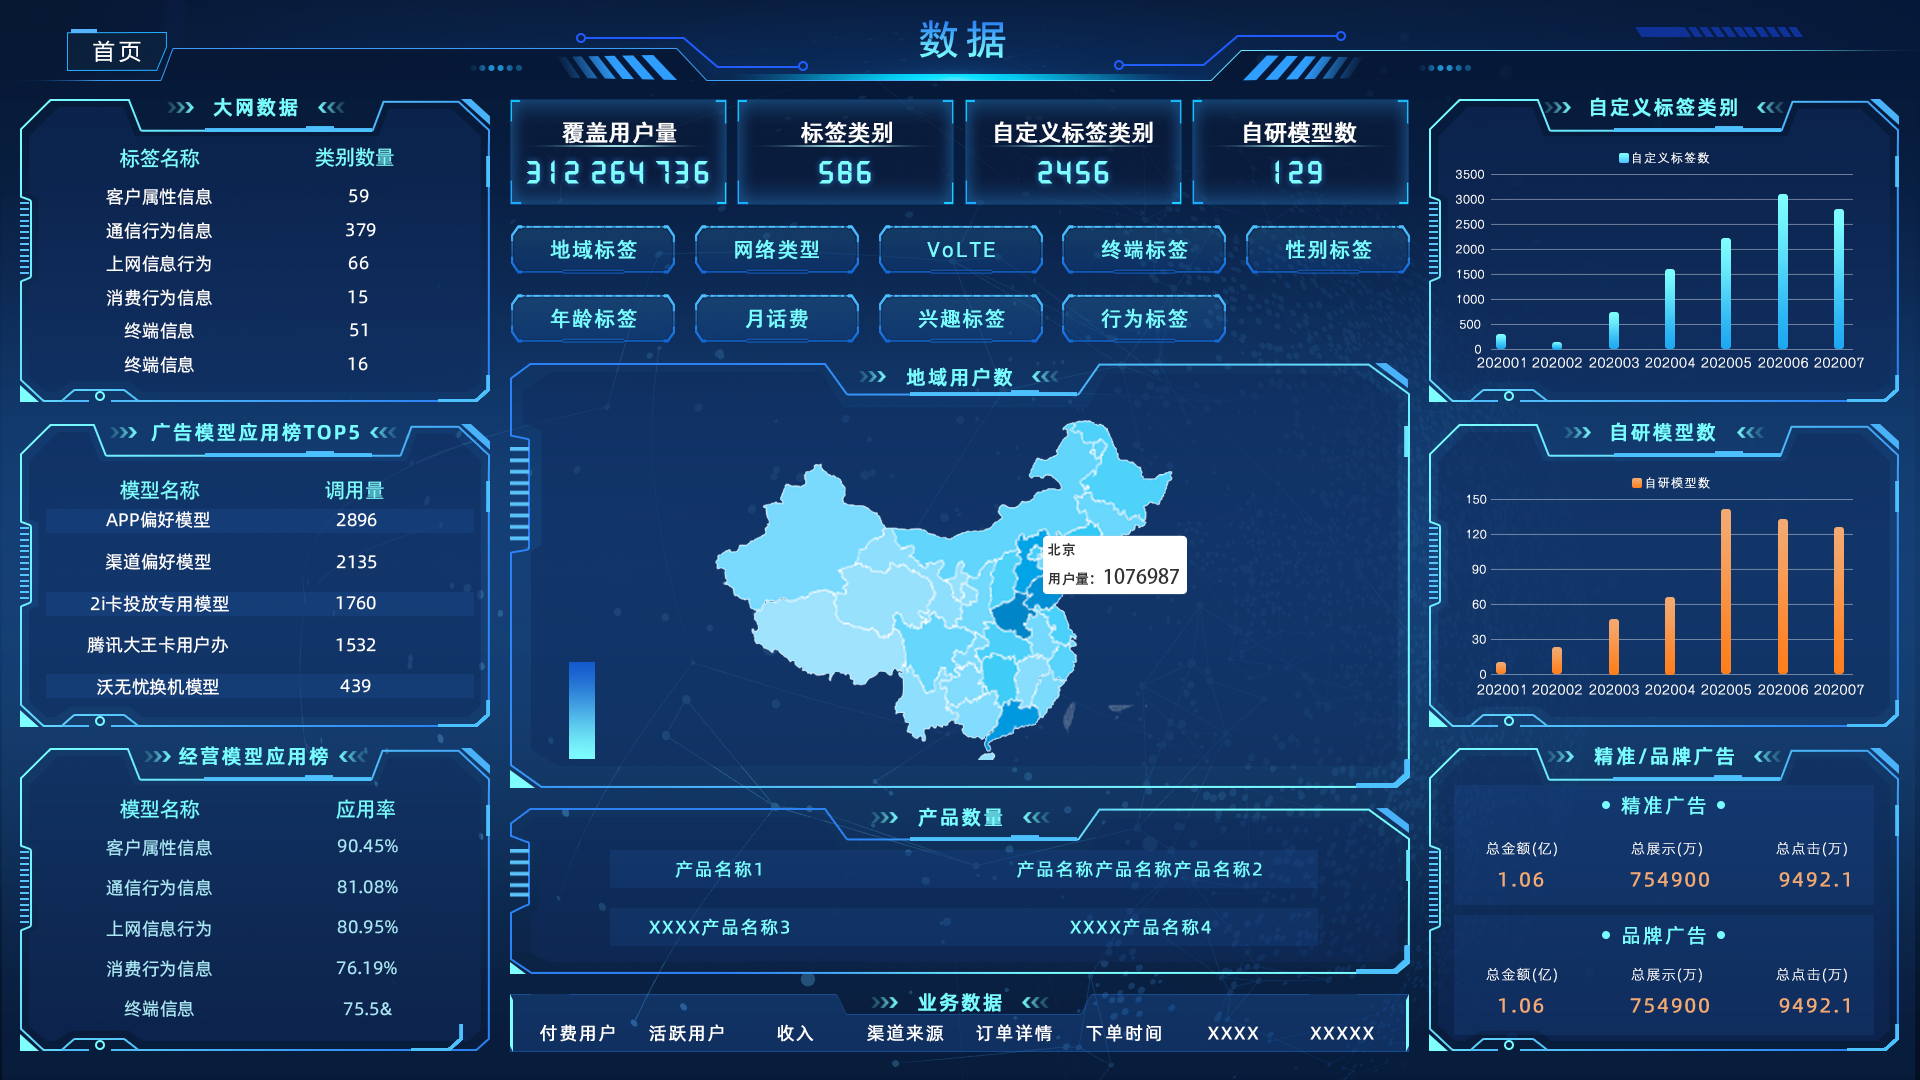 首页
数据
大网数据
标签名称 类别数量
客户属性信息 59
通信行为信息 379
上网信息行为 66
消费行为信息 15
终端信息 51
终端信息 16
广告模型应用榜TOP5
模型名称 调用量
APP偏好模型 2896
渠道偏好模型 2135
2i卡投放专用模型 1760
腾讯大王卡用户办 1532
沃无忧换机模型 439
经营模型应用榜
模型名称 应用率
客户属性信息 90.45%
通信行为信息 81.08%
上网信息行为 80.95%
消费行为信息 76.19%
终端信息 75.5&
覆盖用户量
312 264 736
标签类别
586
自定义标签类别
2456
自研模型数
129
地域标签 网络类型 VoLTE 终端标签 性别标签
年龄标签 月话费 兴趣标签 行为标签
地域用户数
北京
用户量：1076987
产品数量
产品名称1 产品名称产品名称产品名称2
XXXX产品名称3 XXXX产品名称4
业务数据
付费用户 活跃用户 收入 渠道来源 订单详情 下单时间 XXXX XXXXX
自定义标签类别
自定义标签数
3500
3000
2500
2000
1500
1000
500
0
202001 202002 202003 202004 202005 202006 202007
自研模型数
自研模型数
150
120
90
60
30
0
202001 202002 202003 202004 202005 202006 202007
精准/品牌广告
• 精准广告 •
总金额(亿) 总展示(万) 总点击(万)
1.06 754900 9492.1
• 品牌广告 •
总金额(亿) 总展示(万) 总点击(万)
1.06 754900 9492.1